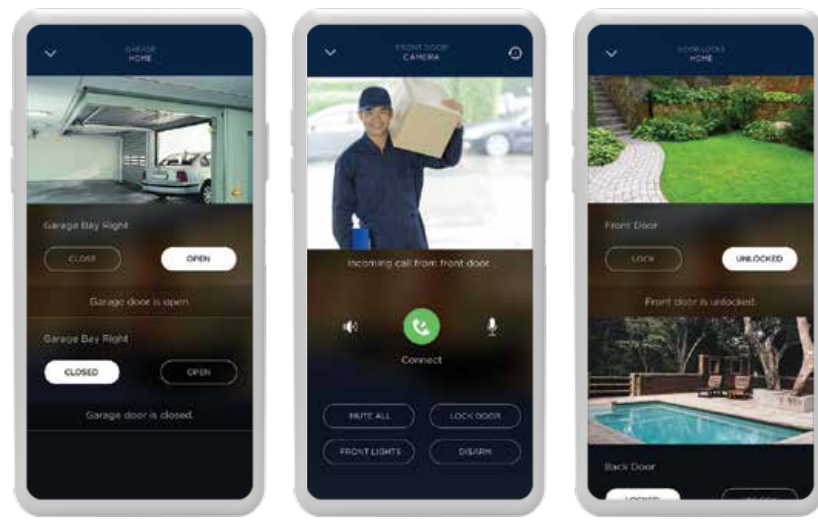 GARAGE
HOME
Garage Bay Right
CLOSE
OPEN
Garage door is open
Garage Bay Right
CLOSED
OPEN
Garage door is closed.
FRONT DOOR
CAMERA
Incoming call from front door
Connect
MUTE ALL
LOCK DOOR
FRONT LIGHTS
DISARM
DOOR LOCKS
HOME
Front Door
LOCK
UNLOCKED
Front door is unlocked.
Back Door
LOCKED